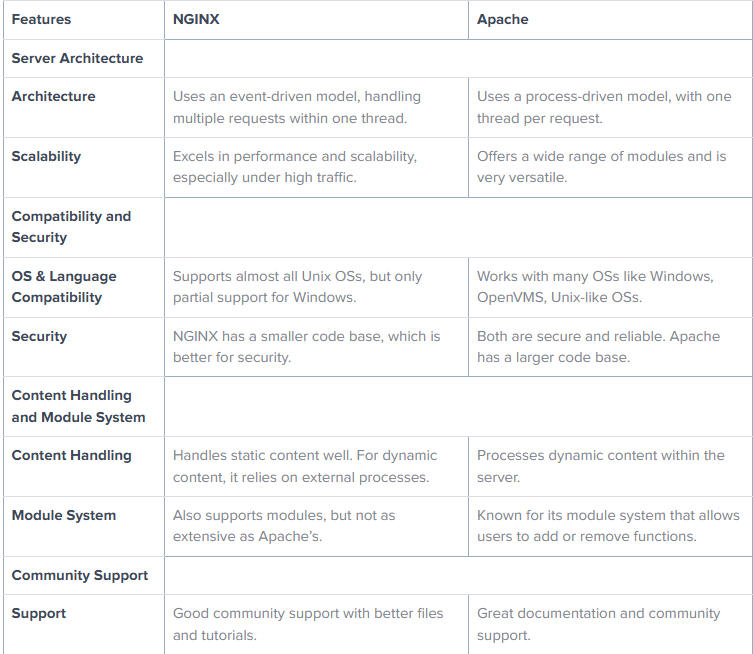 Features
NGINX
Apache
Server Architecture
Architecture
Uses an event-driven model, handling
multiple requests within one thread.
Uses a process-driven model, with one
thread per request.
Scalability
Excels in performance and scalability,
especially under high traffic.
Offers a wide range of modules and is
very versatile.
Compatibility and
Security
OS & Language
Compatibility
Supports almost all Unix OSs, but only
partial support for Windows.
Works with many OSs like Windows,
OpenVMS, Unix-like OSs.
Security
NGINX has a smaller code base, which is
better for security.
Both are secure and reliable. Apache
has a larger code base.
Content Handling
and Module System
Content Handling
Handles static content well. For dynamic
content, it relies on external processes.
Processes dynamic content within the
server.
Module System
Also supports modules, but not as
extensive as Apache’s.
Known for its module system that allows
users to add or remove functions.
Community Support
Support
Good community support with better files
and tutorials.
Great documentation and community
support.